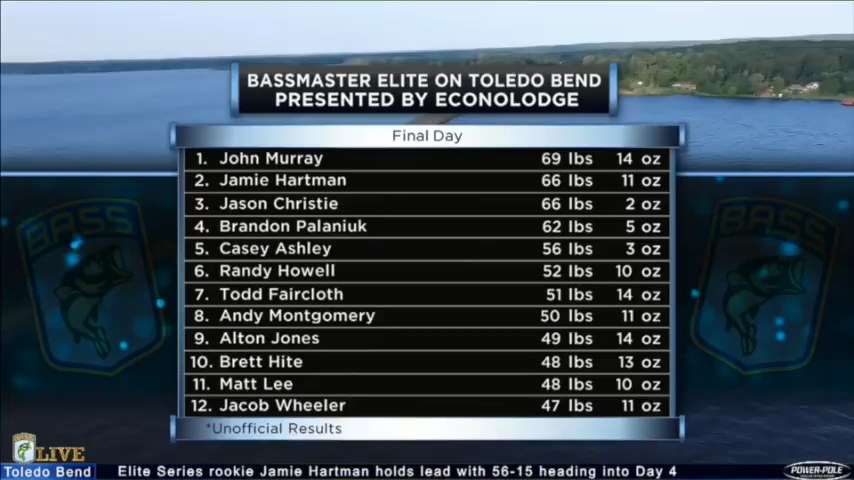 BASSMASTER ELITE ON TOLEDO BEND
PRESENTED BY ECONOLODGE
Final Day
1. John Murray 69 lbs 14 oz
2. Jamie Hartman 66 lbs 11 oz
3. Jason Christie 66 lbs 2 oz
4. Brandon Palaniuk 62 lbs 5 oz
5. Casey Ashley 56 lbs 3 oz
6. Randy Howell 52 lbs 10 oz
7. Todd Faircloth 51 lbs 14 oz
8. Andy Montgomery 50 lbs 11 oz
9. Alton Jones 49 lbs 14 oz
10. Brett Hite 48 lbs 13 oz
11. Matt Lee 48 lbs 10 oz
12. Jacob Wheeler 47 lbs 11 oz
*Unofficial Results
BASS
BASS
LIVE
Toledo Bend Elite Series rookie Jamie Hartman holds lead with 56-15 heading into Day 4 POWER-POLE